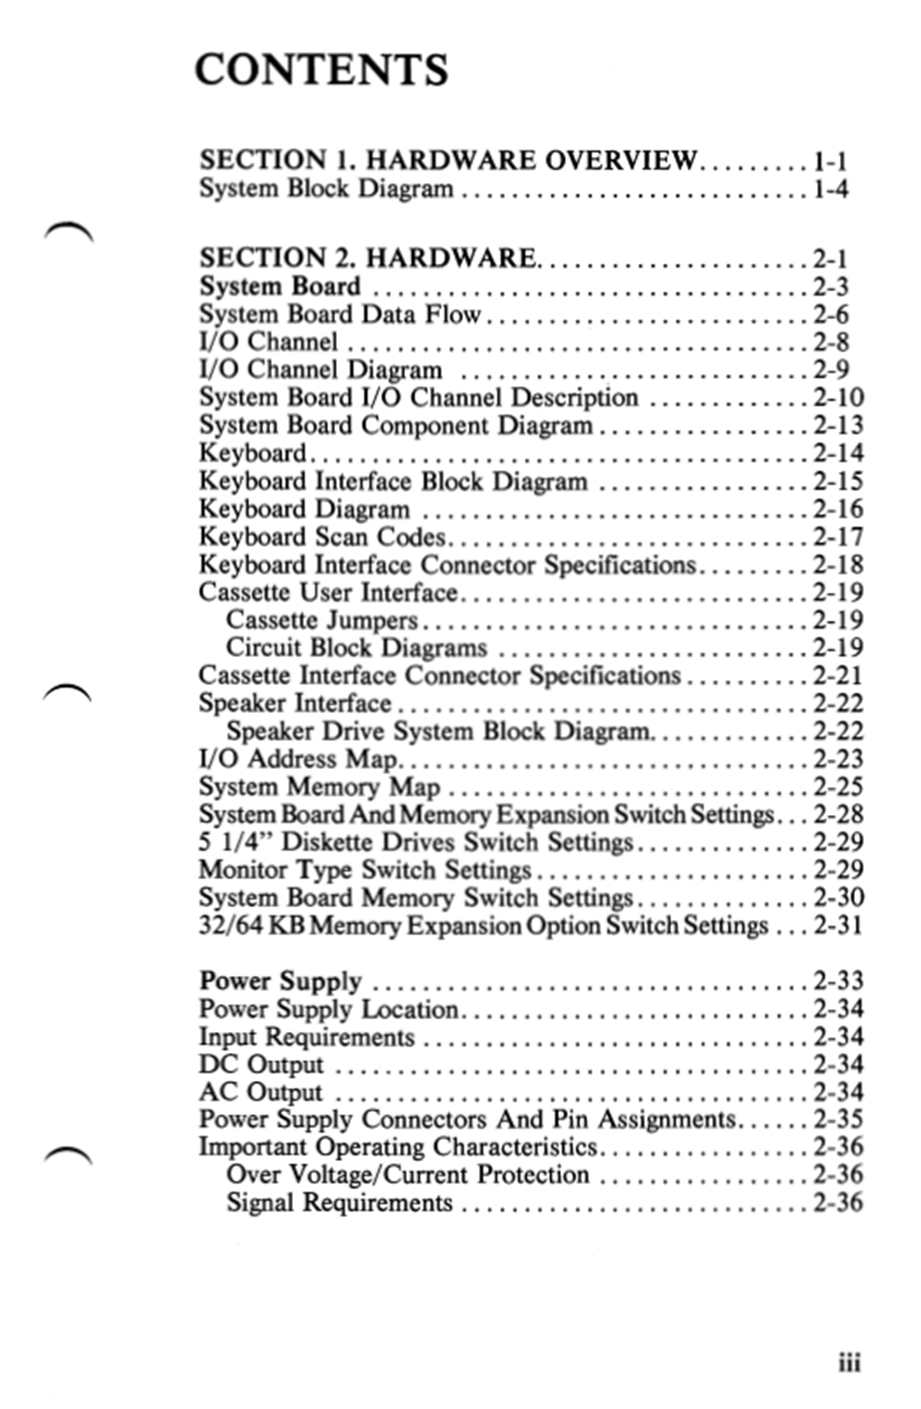 CONTENTS
SECTION 1. HARDWARE OVERVIEW......... 1-1
System Block Diagram ............................ 1-4
SECTION 2. HARDWARE...................... 2-1
System Board ................................... 2-3
System Board Data Flow.......................... 2-6
I/O Channel ..................................... 2-8
I/O Channel Diagram ............................ 2-9
System Board I/O Channel Description ............. 2-10
System Board Component Diagram ................. 2-13
Keyboard........................................ 2-14
Keyboard Interface Block Diagram ................. 2-15
Keyboard Diagram ............................... 2-16
Keyboard Scan Codes............................. 2-17
Keyboard Interface Connector Specifications......... 2-18
Cassette User Interface............................ 2-19
Cassette Jumpers............................... 2-19
Circuit Block Diagrams ......................... 2-19
Cassette Interface Connector Specifications .......... 2-21
Speaker Interface ................................. 2-22
Speaker Drive System Block Diagram............. 2-22
I/O Address Map................................. 2-23
System Memory Map ............................. 2-25
System Board And Memory Expansion Switch Settings... 2-28
5 1/4” Diskette Drives Switch Settings.............. 2-29
Monitor Type Switch Settings ...................... 2-29
System Board Memory Switch Settings.............. 2-30
32/64 KB Memory Expansion Option Switch Settings ... 2-31
Power Supply ................................... 2-33
Power Supply Location............................ 2-34
Input Requirements ............................... 2-34
DC Output ...................................... 2-34
AC Output ...................................... 2-34
Power Supply Connectors And Pin Assignments...... 2-35
Important Operating Characteristics................. 2-36
Over Voltage/Current Protection ................. 2-36
Signal Requirements ............................ 2-36
iii